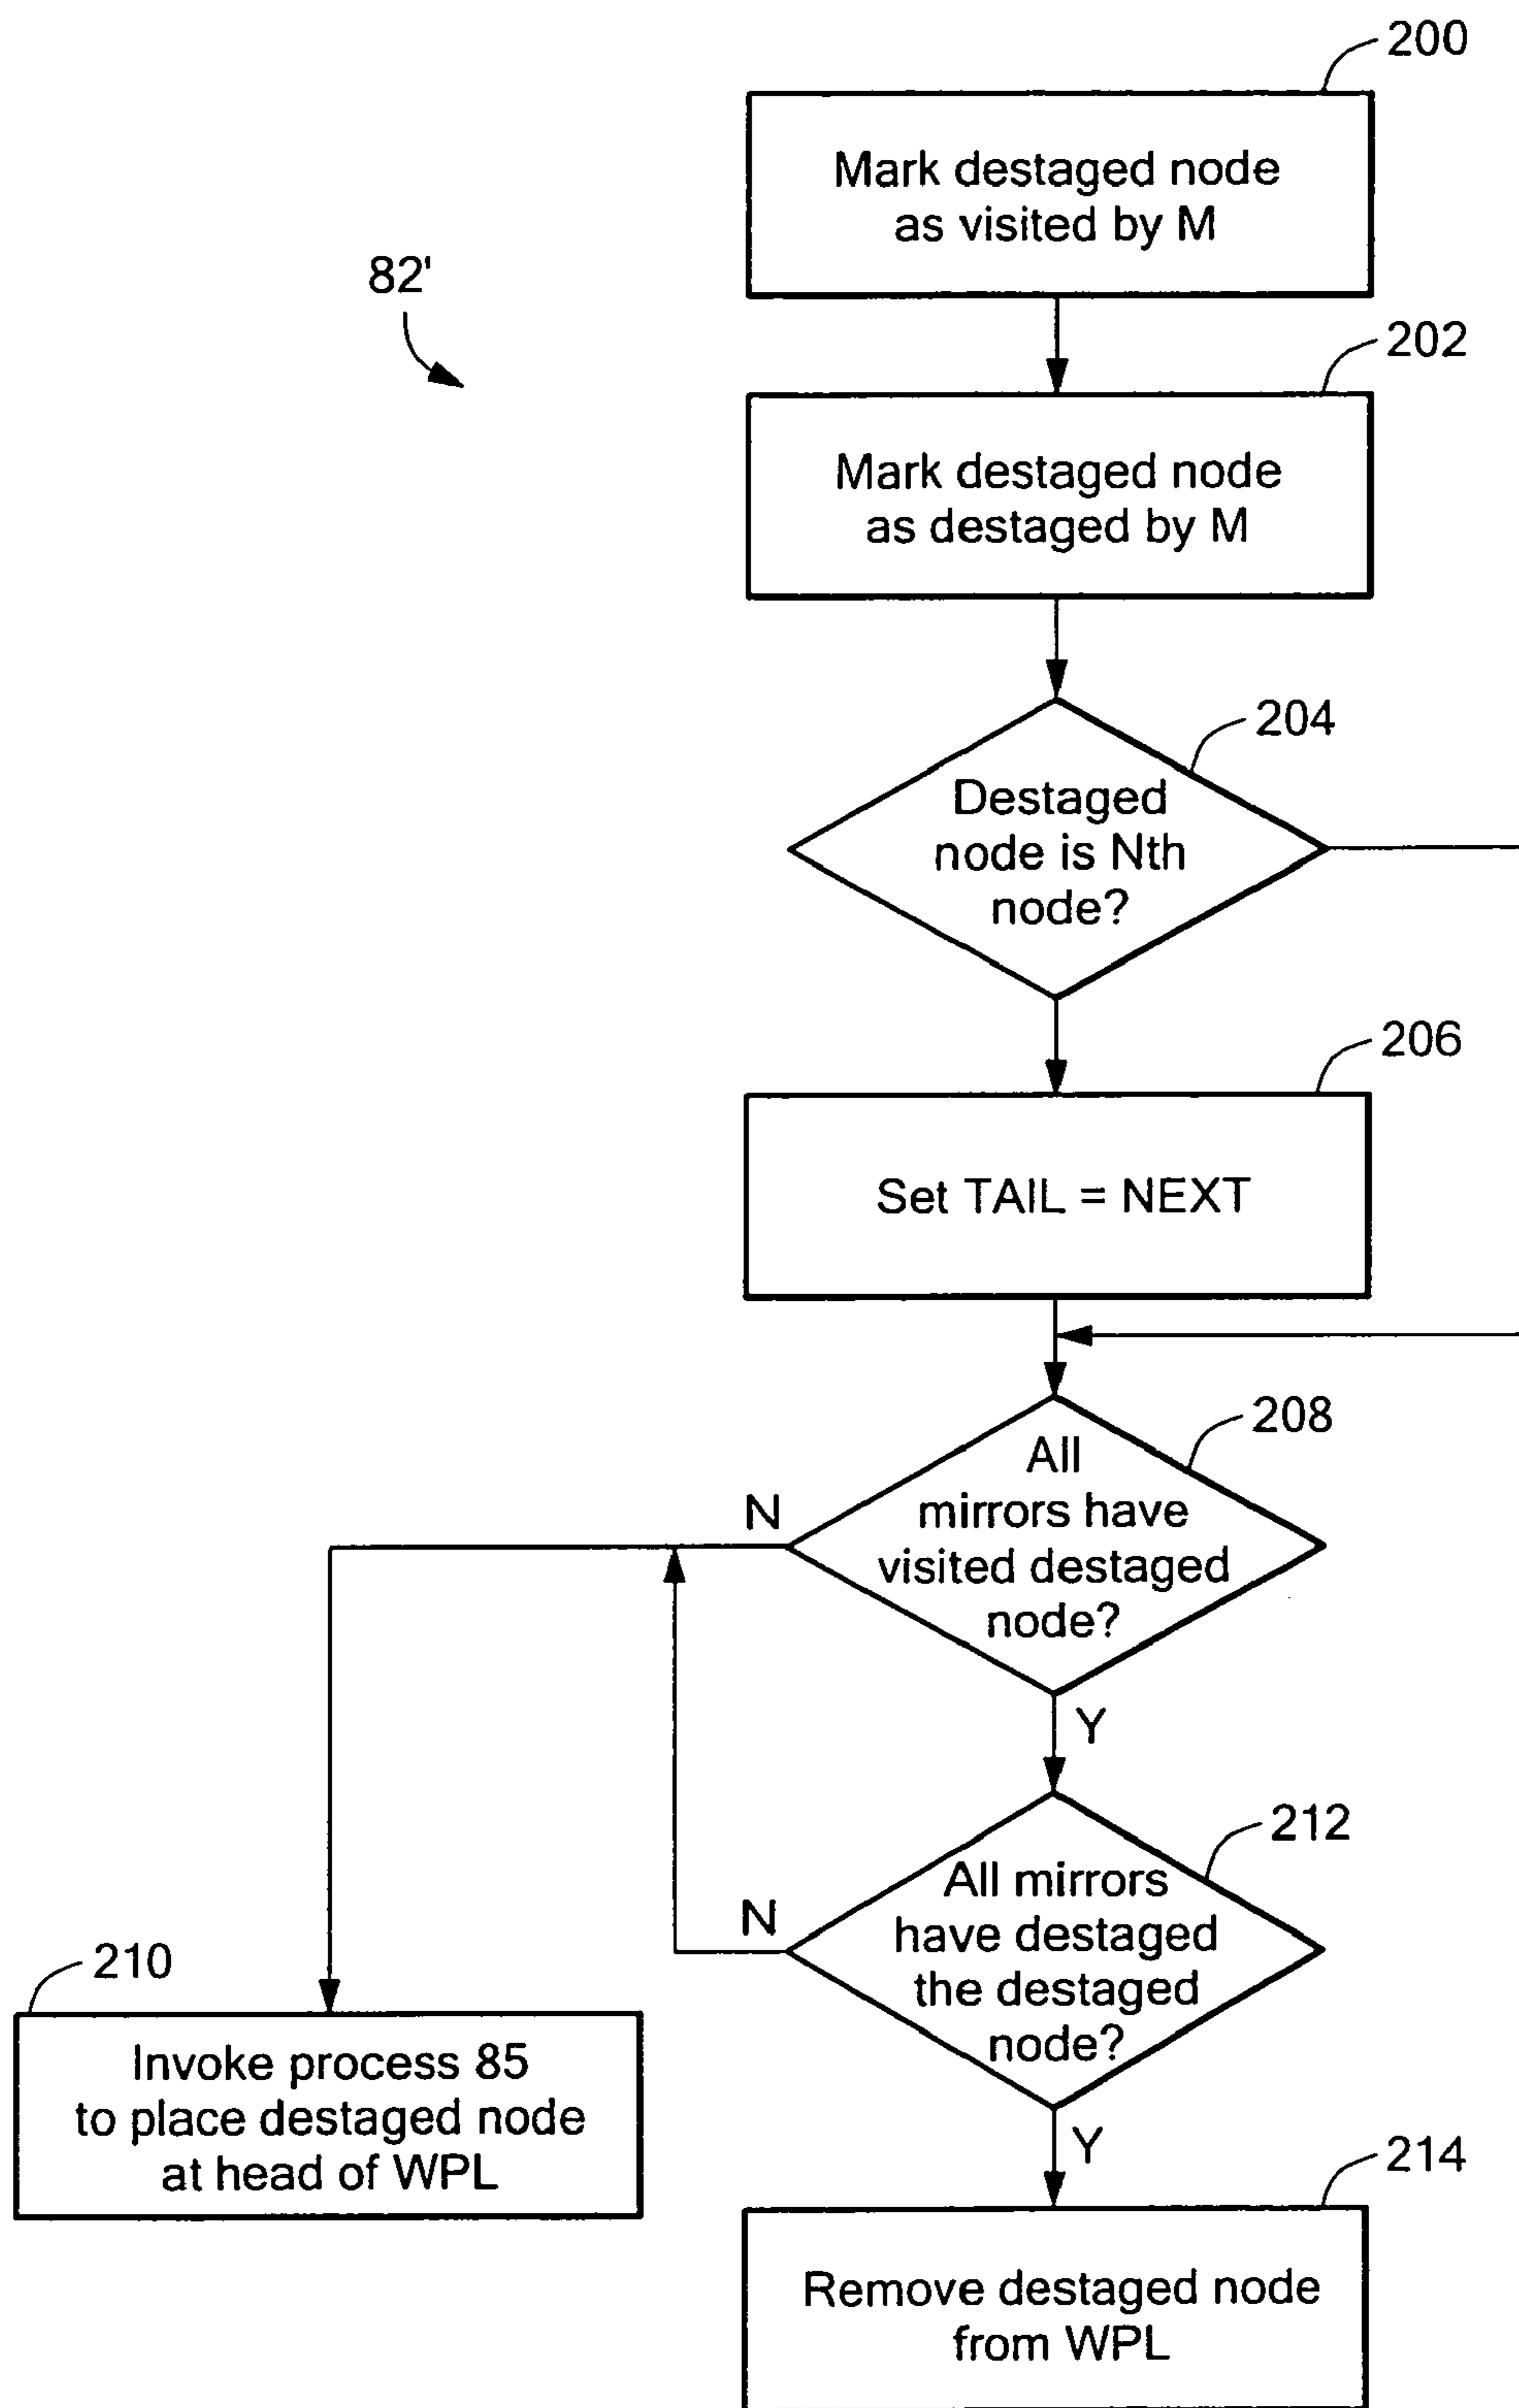 200
Mark destaged node
as visited by M
82'
202
Mark destaged node
as destaged by M
204
Destaged
node is Nth
node?
206
Set TAIL = NEXT
208
All
mirrors have
visited destaged
node?
N
Y
212
All mirrors
have destaged
the destaged
node?
N
210
Invoke process 85
to place destaged node
at head of WPL
Y
214
Remove destaged node
from WPL